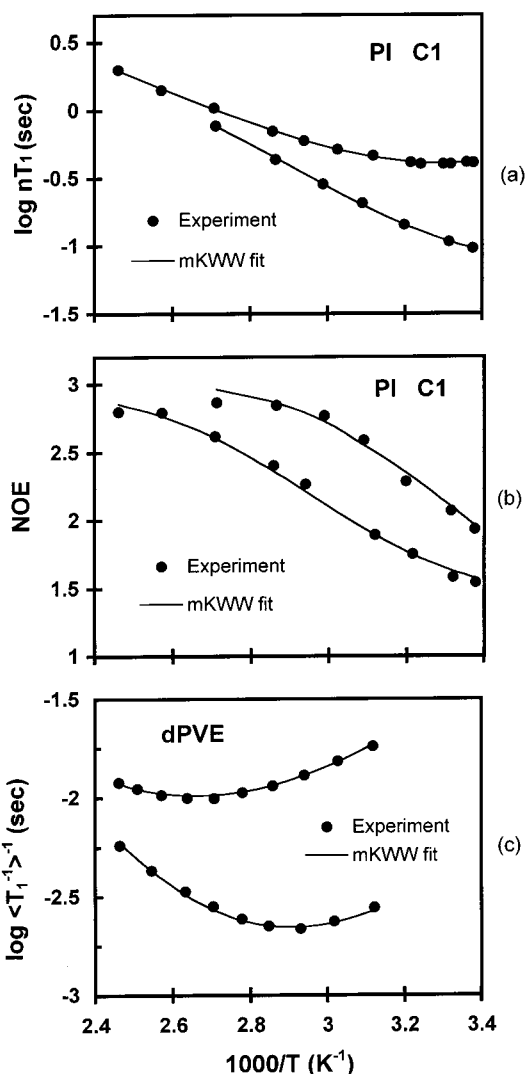 PI C1
0.5
0
-0.5
-1
-1.5
log nT1 (sec)
Experiment
mKWW fit
(a)
PI C1
3
2.5
2
1.5
1
NOE
Experiment
mKWW fit
(b)
dPVE
-1.5
-2
-2.5
-3
log <T1^-1>^-1 (sec)
Experiment
mKWW fit
(c)
2.4 2.6 2.8 3 3.2 3.4
1000/T (K^-1)